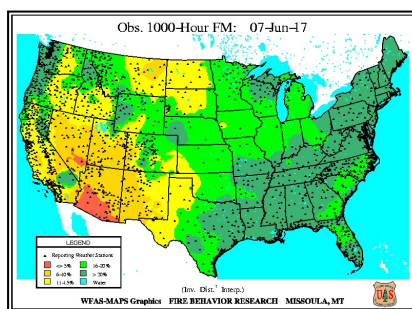 Obs. 1000-Hour FM: 07-Jun-17
LEGEND
Reporting Weather Stations
<= 5%
6-10%
11-15%
16-20%
> 20%
Water
(Inv. Dist.² Interp.)
WFAS-MAPS Graphics FIRE BEHAVIOR RESEARCH MISSOULA, MT